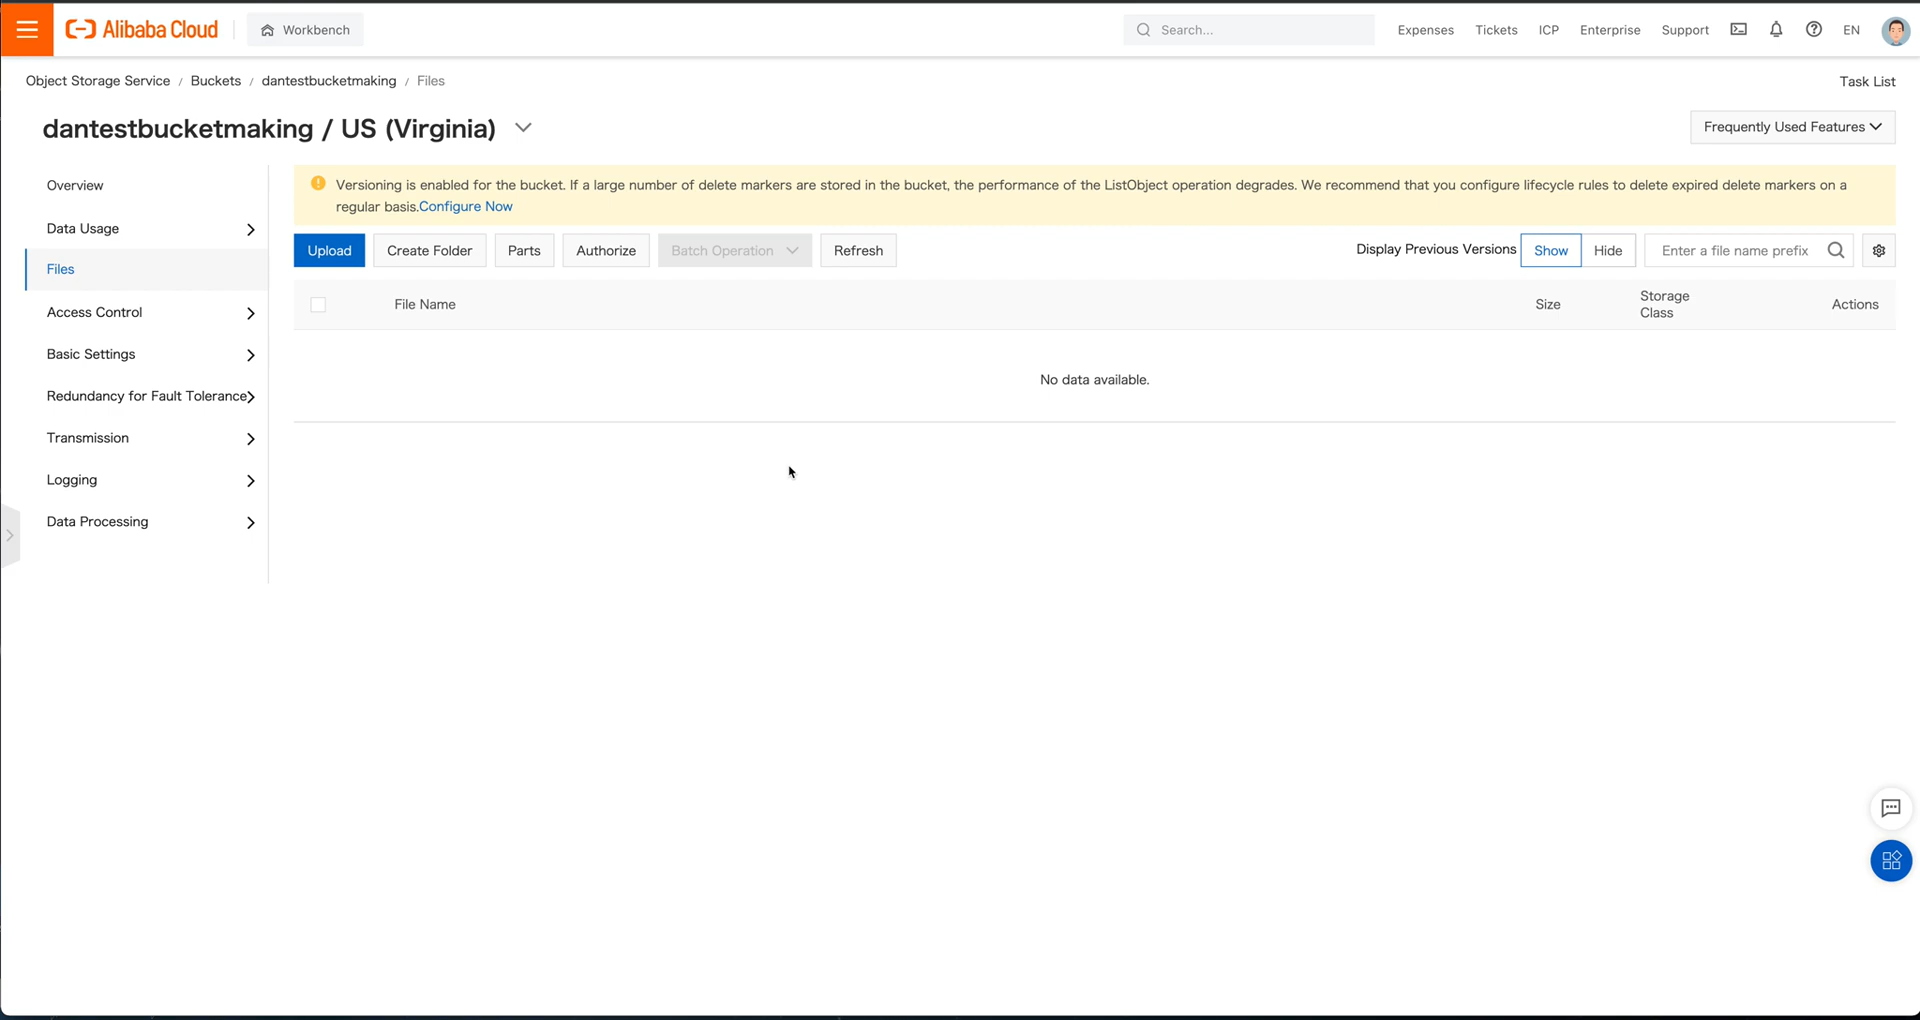 Alibaba Cloud
Workbench
Search...
Expenses
Tickets
ICP
Enterprise
Support
EN
Object Storage Service / Buckets / dantestbucketmaking / Files
Task List
dantestbucketmaking / US (Virginia)
Frequently Used Features
Overview
Data Usage
Files
Access Control
Basic Settings
Redundancy for Fault Tolerance
Transmission
Logging
Data Processing
Versioning is enabled for the bucket. If a large number of delete markers are stored in the bucket, the performance of the ListObject operation degrades. We recommend that you configure lifecycle rules to delete expired delete markers on a
regular basis.Configure Now
Upload
Create Folder
Parts
Authorize
Batch Operation
Refresh
Display Previous Versions
Show
Hide
Enter a file name prefix
File Name
Size
Storage
Class
Actions
No data available.